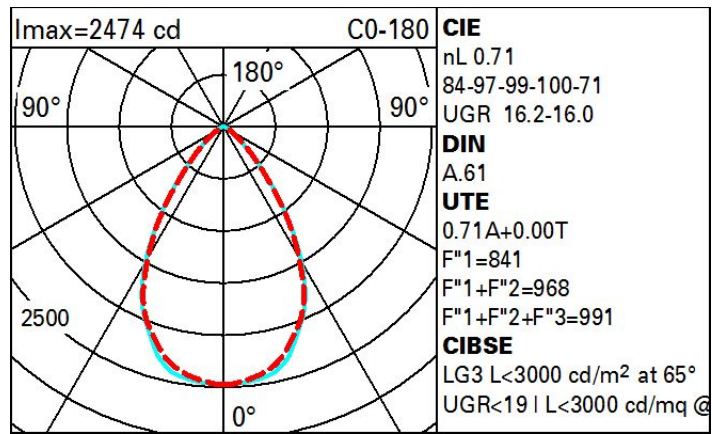 Imax=2474 cd C0-180
180°
90° 90°
2500
0°
CIE
nL 0.71
84-97-99-100-71
UGR 16.2-16.0
DIN
A.61
UTE
0.71A+0.00T
F"1=841
F"1+F"2=968
F"1+F"2+F"3=991
CIBSE
LG3 L<3000 cd/m² at 65°
UGR<19 | L<3000 cd/mq @